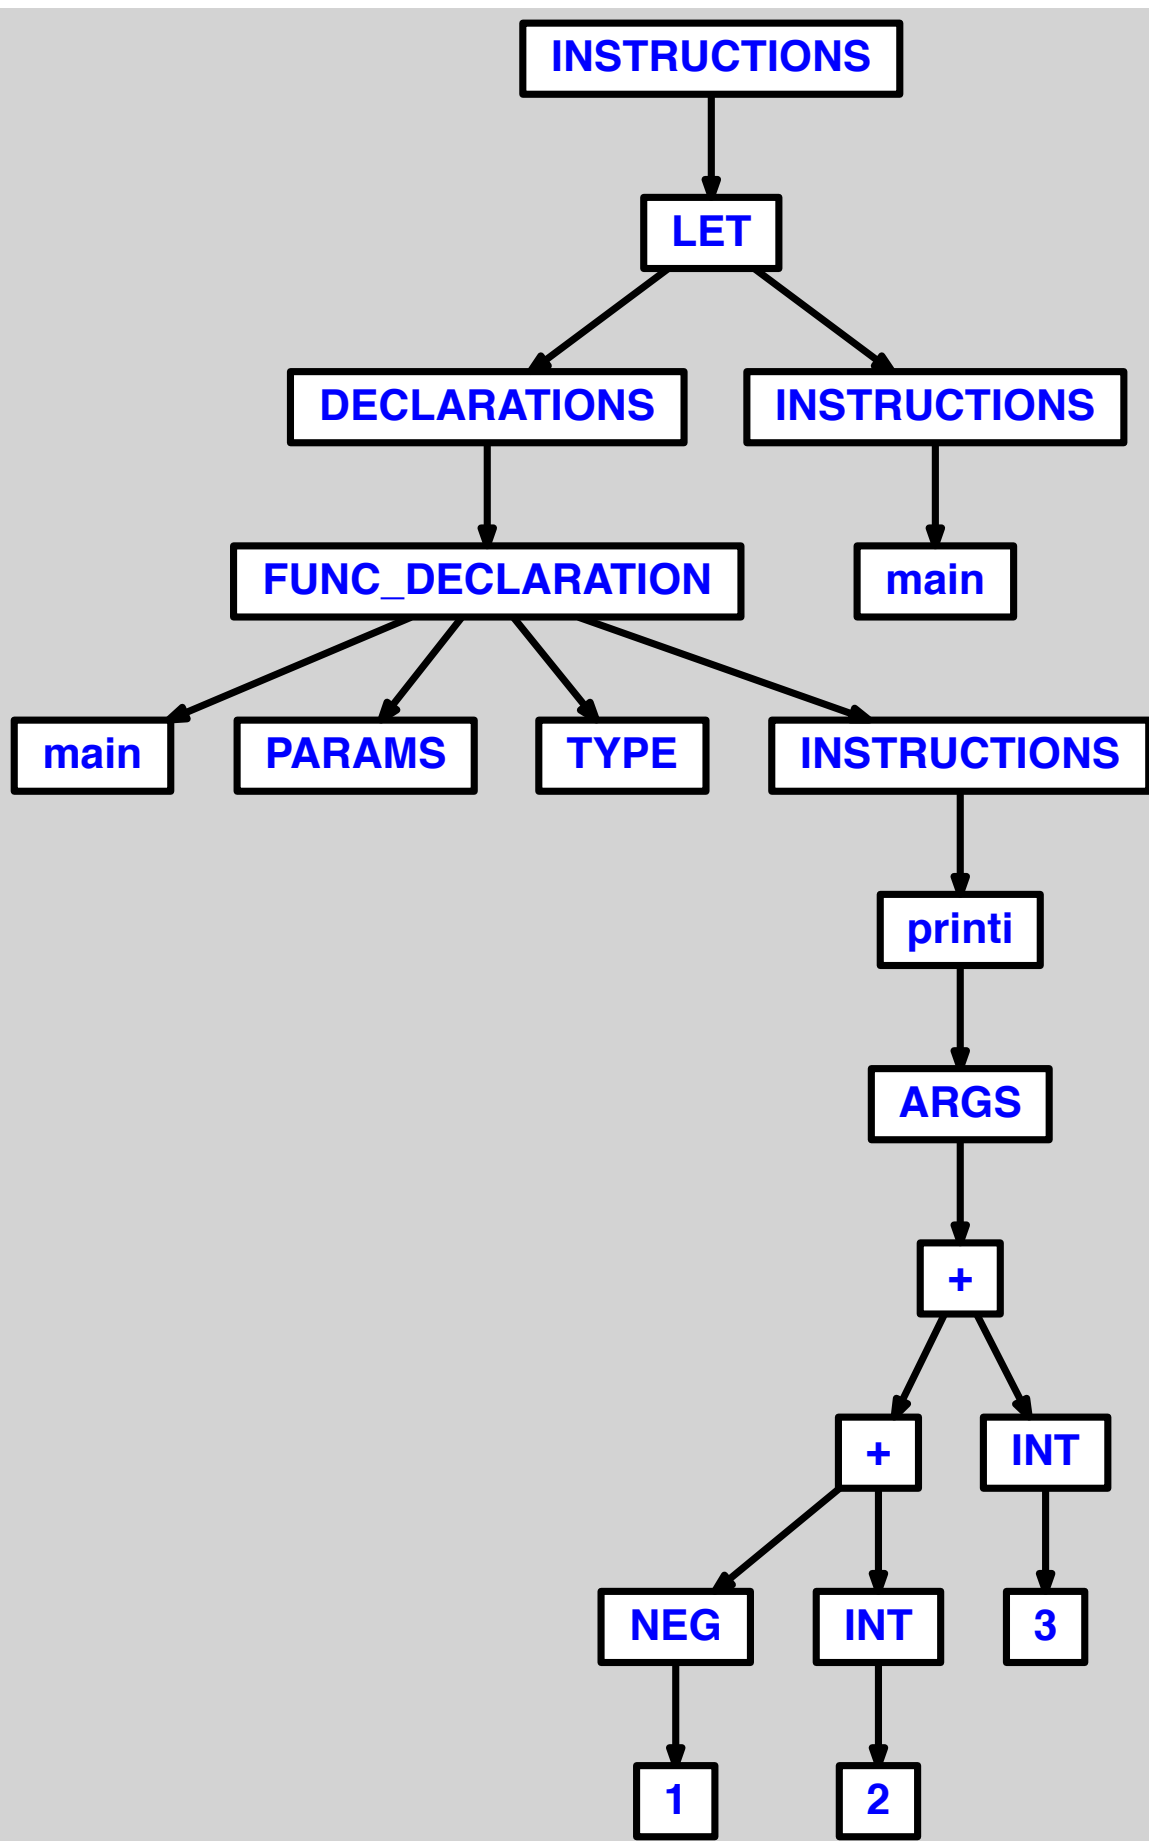 INSTRUCTIONS
LET
DECLARATIONS
INSTRUCTIONS
FUNC_DECLARATION
main
main
PARAMS
TYPE
INSTRUCTIONS
printi
ARGS
+
+
INT
NEG
INT
3
1
2